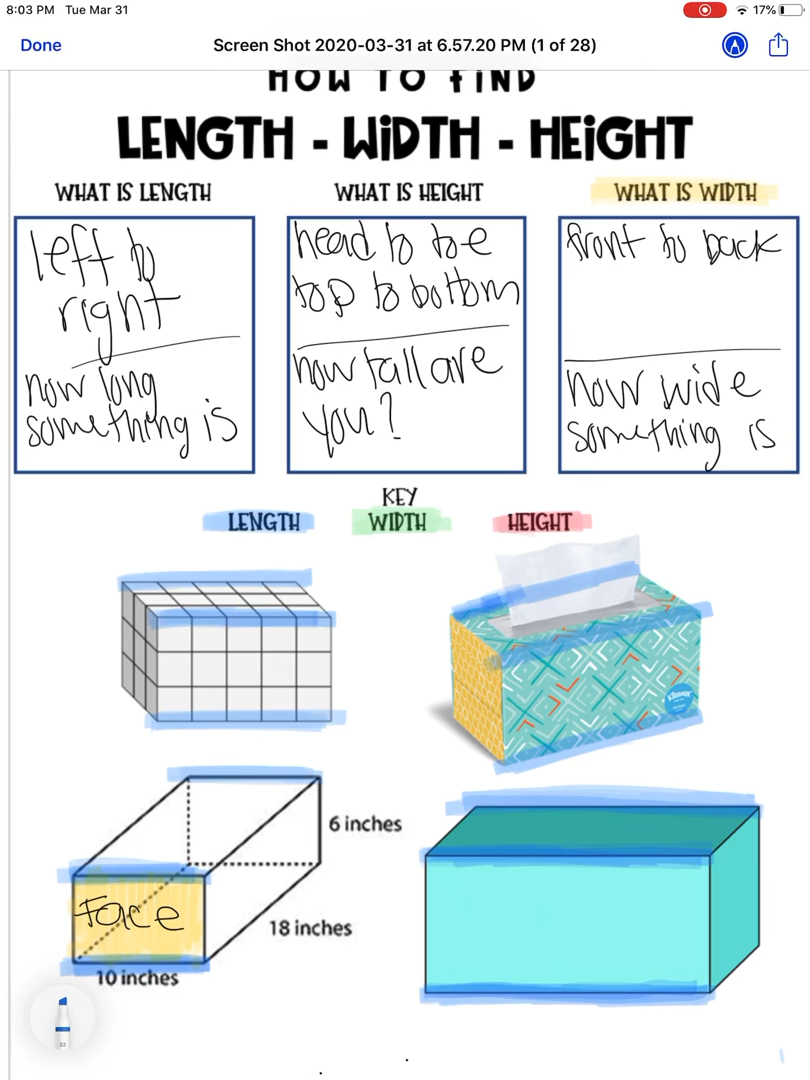 8:03 PM Tue Mar 31
17%
Done
Screen Shot 2020-03-31 at 6.57.20 PM (1 of 28)
HOW TO FIND
LENGTH - WIDTH - HEIGHT
WHAT IS LENGTH
WHAT IS HEIGHT
WHAT IS WIDTH
left to
right
how long
something is
head to toe
top to bottom
how tall are
you?
front to back
how wide
something is
KEY
LENGTH
WIDTH
HEIGHT
Kleenex
6 inches
18 inches
Face
10 inches
32